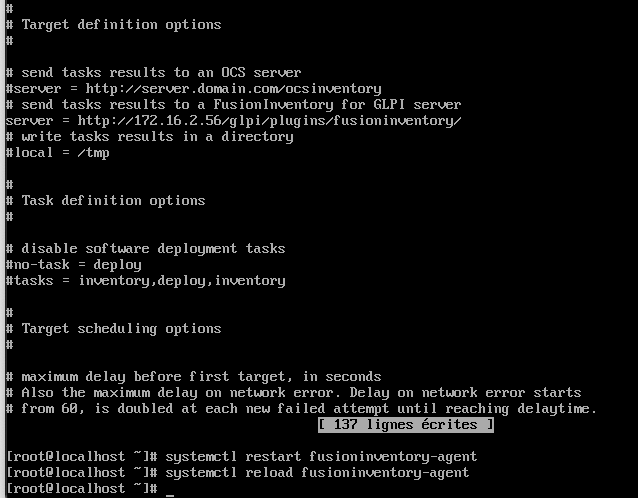 #
# Target definition options
#
# send tasks results to an OCS server
#server = http://server.domain.com/ocsinventory
# send tasks results to a FusionInventory for GLPI server
server = http://172.16.2.56/glpi/plugins/fusioninventory/
# write tasks results in a directory
#local = /tmp
#
# Task definition options
#
# disable software deployment tasks
#no-task = deploy
#tasks = inventory,deploy,inventory
#
# Target scheduling options
#
# maximum delay before first target, in seconds
# Also the maximum delay on network error. Delay on network error starts
# from 60, is doubled at each new failed attempt until reaching delaytime.
[ 137 lignes écrites ]
[root@localhost ~]# systemctl restart fusioninventory-agent
[root@localhost ~]# systemctl reload fusioninventory-agent
[root@localhost ~]# _